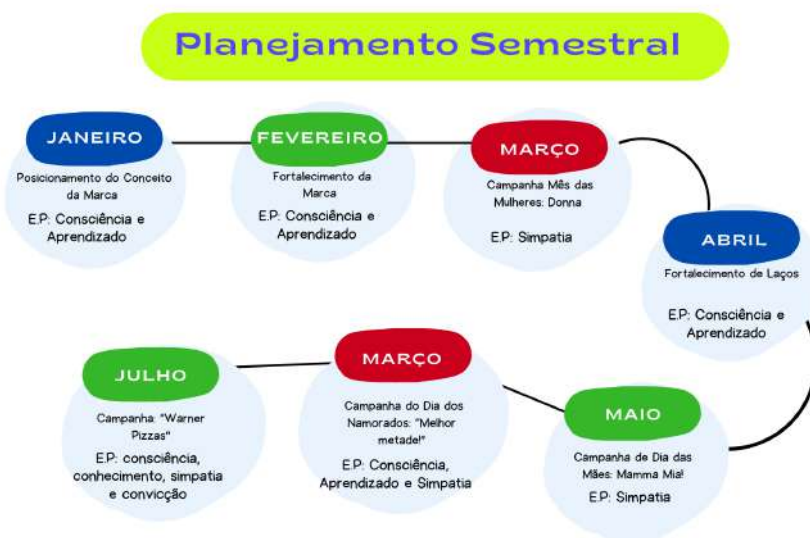 Planejamento Semestral
JANEIRO
Posicionamento do Conceito
da Marca
E.P: Consciência e
Aprendizado
FEVEREIRO
Fortalecimento da
Marca
E.P: Consciência e
Aprendizado
MARÇO
Campanha Mês das
Mulheres: Donna
E.P: Simpatia
ABRIL
Fortalecimento de Laços
E.P: Consciência e
Aprendizado
MAIO
Campanha de Dia das
Mães: Mamma Mia!
E.P: Simpatia
MARÇO
Campanha do Dia dos
Namorados: "Melhor
metade!"
E.P: Consciência,
Aprendizado e Simpatia
JULHO
Campanha: "Warner
Pizzas"
E.P: consciência,
conhecimento, simpatia
e convicção